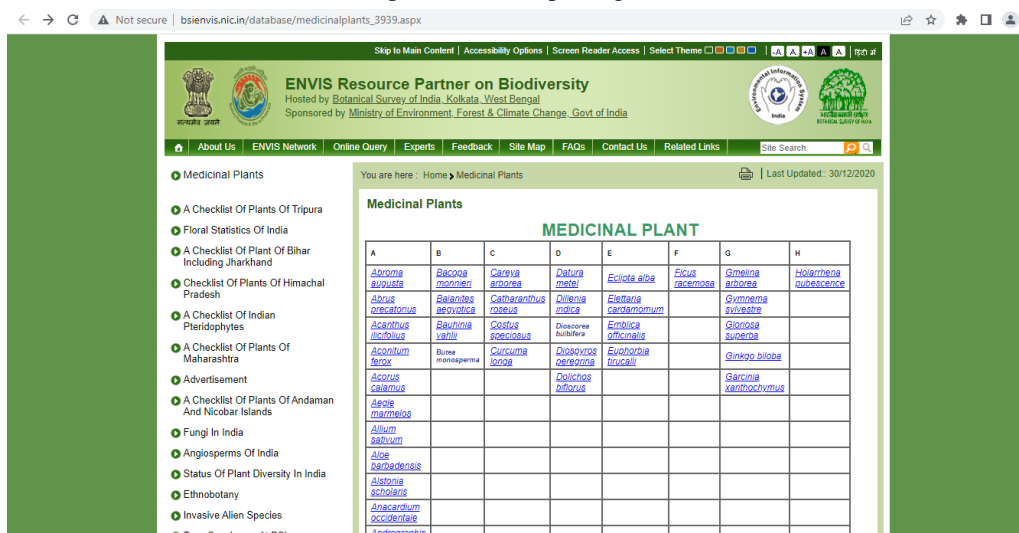 Not secure | bsienvis.nic.in/database/medicinalplants_3939.aspx
Skip to Main Content | Accessibility Options | Screen Reader Access | Select Theme
-A A +A A A
ENVIS Resource Partner on Biodiversity
Hosted by Botanical Survey of India, Kolkata, West Bengal
Sponsored by Ministry of Environment, Forest & Climate Change, Govt of India
सत्यमेव जयते
India
About Us ENVIS Network Online Query Experts Feedback Site Map FAQs Contact Us Related Links Site Search
Medicinal Plants
A Checklist Of Plants Of Tripura
Floral Statistics Of India
A Checklist Of Plant Of Bihar
Including Jharkhand
Checklist Of Plants Of Himachal
Pradesh
A Checklist Of Indian
Pteridophytes
A Checklist Of Plants Of
Maharashtra
Advertisement
A Checklist Of Plants Of Andaman
And Nicobar Islands
Fungi In India
Angiosperms Of India
Status Of Plant Diversity In India
Ethnobotany
Invasive Alien Species
You are here : Home Medicinal Plants
Last Updated:: 30/12/2020
Medicinal Plants
MEDICINAL PLANT
A B C D E F G H
Abroma augusta Bacopa monnieri Careya arborea Datura metel Eclipta alba Ficus racemosa Gmelina arborea Holarrhena pubescence
Abrus precatorius Balanites aegyptica Catharanthus roseus Dillenia indica Elettaria cardamomum Gymnema sylvestre
Acanthus ilicifolius Bauhinia vahlii Costus speciosus Dioscorea bulbifera Emblica officinalis Gloriosa superba
Aconitum ferox Butea monosperma Curcuma longa Diospyros peregrina Euphorbia tirucalli Ginkgo biloba
Acorus calamus Dolichos biflorus Garcinia xanthochymus
Aegle marmelos
Allium sativum
Aloe barbadensis
Alstonia scholaris
Anacardium occidentale
Andrographis